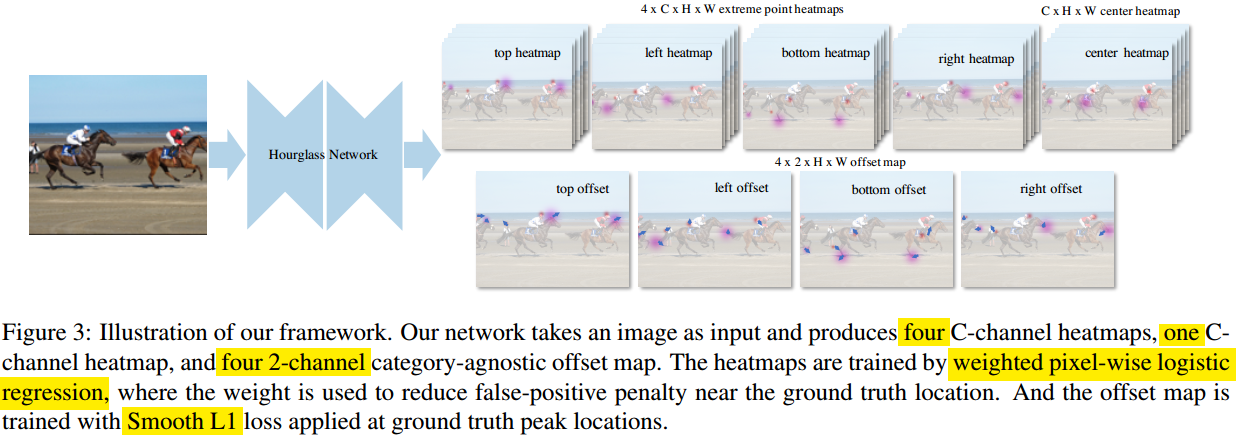 4 x C x H x W extreme point heatmaps
C x H x W center heatmap
top heatmap
left heatmap
bottom heatmap
right heatmap
center heatmap
Hourglass Network
4 x 2 x H x W offset map
top offset
left offset
bottom offset
right offset
Figure 3: Illustration of our framework. Our network takes an image as input and produces four C-channel heatmaps, one C-
channel heatmap, and four 2-channel category-agnostic offset map. The heatmaps are trained by weighted pixel-wise logistic
regression, where the weight is used to reduce false-positive penalty near the ground truth location. And the offset map is
trained with Smooth L1 loss applied at ground truth peak locations.